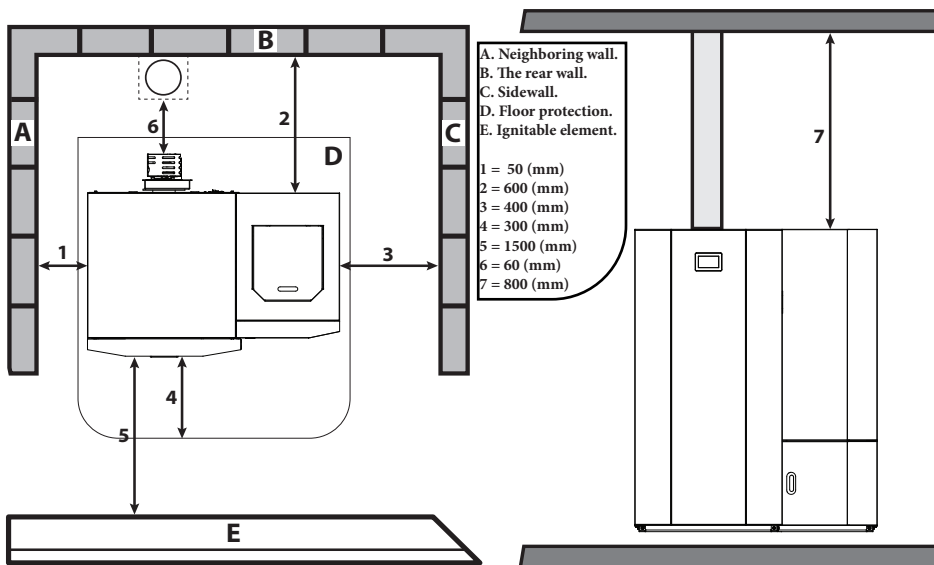 B
A
C
D
E
6
2
1
3
4
5
A. Neighboring wall.
B. The rear wall.
C. Sidewall.
D. Floor protection.
E. Ignitable element.
1 = 50 (mm)
2 = 600 (mm)
3 = 400 (mm)
4 = 300 (mm)
5 = 1500 (mm)
6 = 60 (mm)
7 = 800 (mm)
7